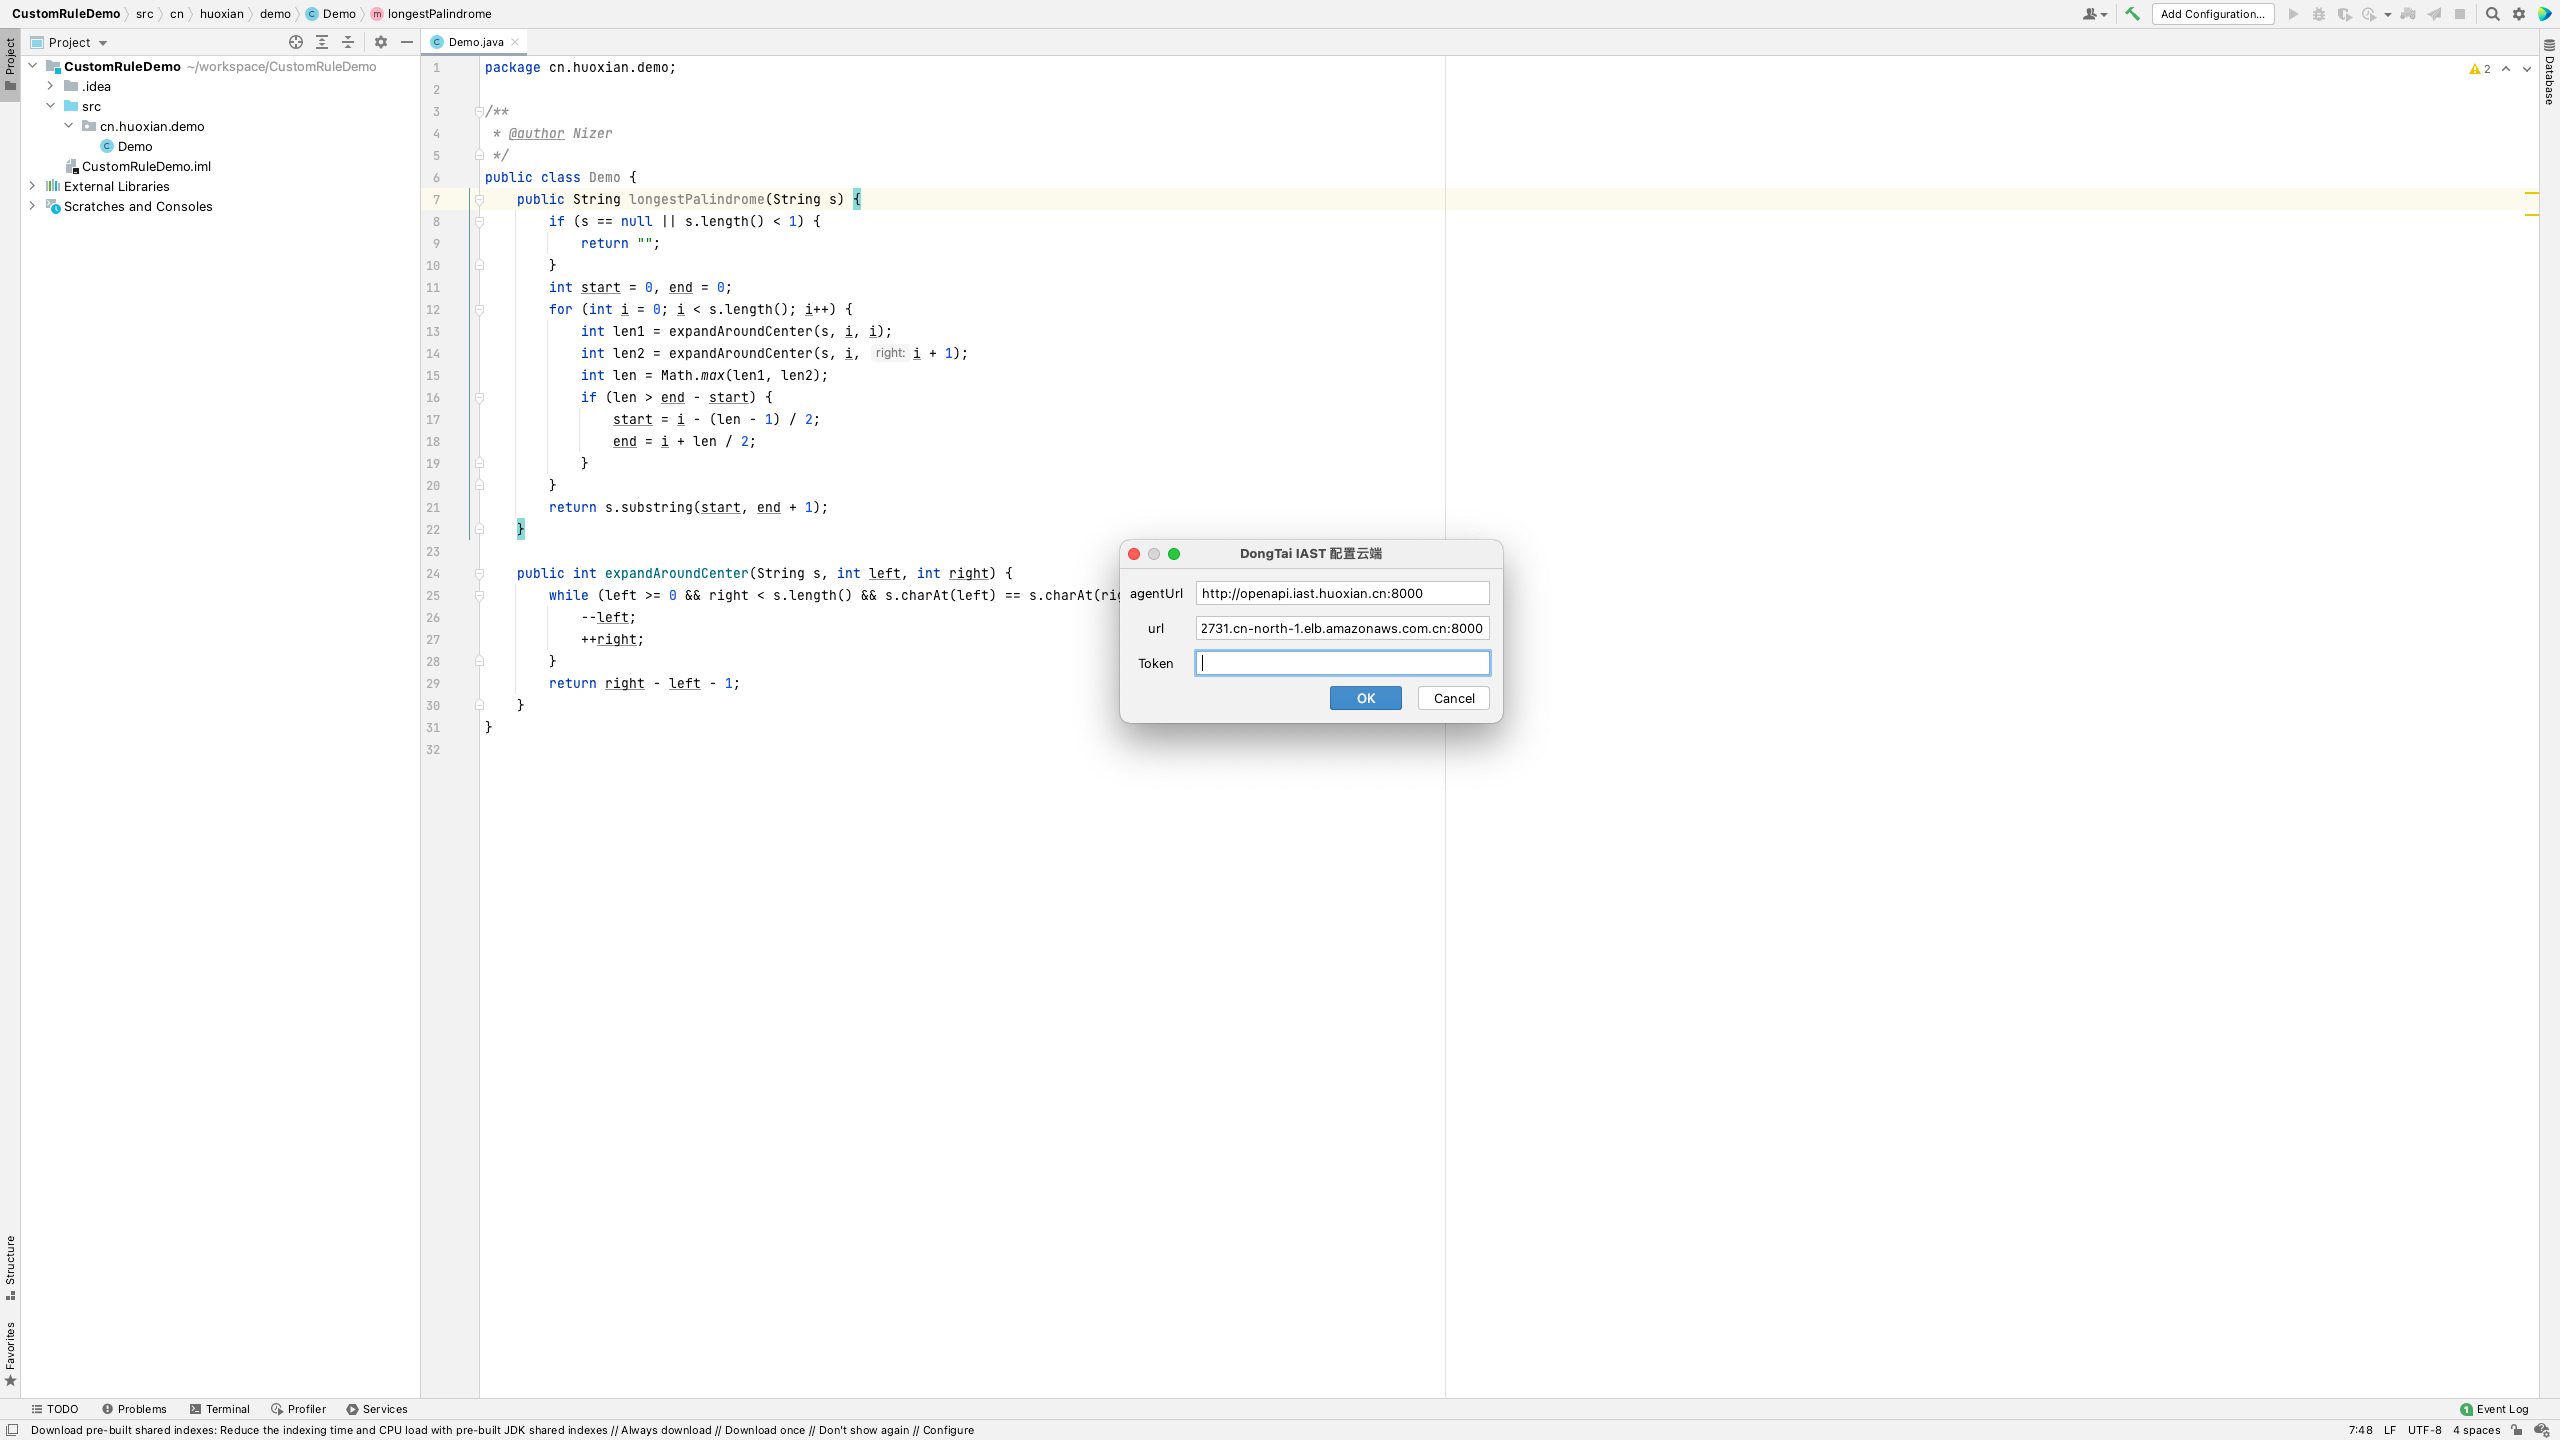 CustomRuleDemo src cn huoxian demo Demo longestPalindrome
Add Configuration...
Project
Project
CustomRuleDemo ~/workspace/CustomRuleDemo
.idea
src
cn.huoxian.demo
Demo
CustomRuleDemo.iml
External Libraries
Scratches and Consoles
Structure
Favorites
Demo.java
2
Database
1 package cn.huoxian.demo;
2
3 /**
4 * @author Nizer
5 */
6 public class Demo {
7 public String longestPalindrome(String s) {
8 if (s == null || s.length() < 1) {
9 return "";
10 }
11 int start = 0, end = 0;
12 for (int i = 0; i < s.length(); i++) {
13 int len1 = expandAroundCenter(s, i, i);
14 int len2 = expandAroundCenter(s, i, right: i + 1);
15 int len = Math.max(len1, len2);
16 if (len > end - start) {
17 start = i - (len - 1) / 2;
18 end = i + len / 2;
19 }
20 }
21 return s.substring(start, end + 1);
22 }
23
24 public int expandAroundCenter(String s, int left, int right) {
25 while (left >= 0 && right < s.length() && s.charAt(left) == s.charAt(
26 --left;
27 ++right;
28 }
29 return right - left - 1;
30 }
31 }
32
DongTai IAST 配置云端
agentUrl http://openapi.iast.huoxian.cn:8000
url 2731.cn-north-1.elb.amazonaws.com.cn:8000
Token
OK Cancel
TODO Problems Terminal Profiler Services
1 Event Log
Download pre-built shared indexes: Reduce the indexing time and CPU load with pre-built JDK shared indexes // Always download // Download once // Don't show again // Configure
7:48 LF UTF-8 4 spaces